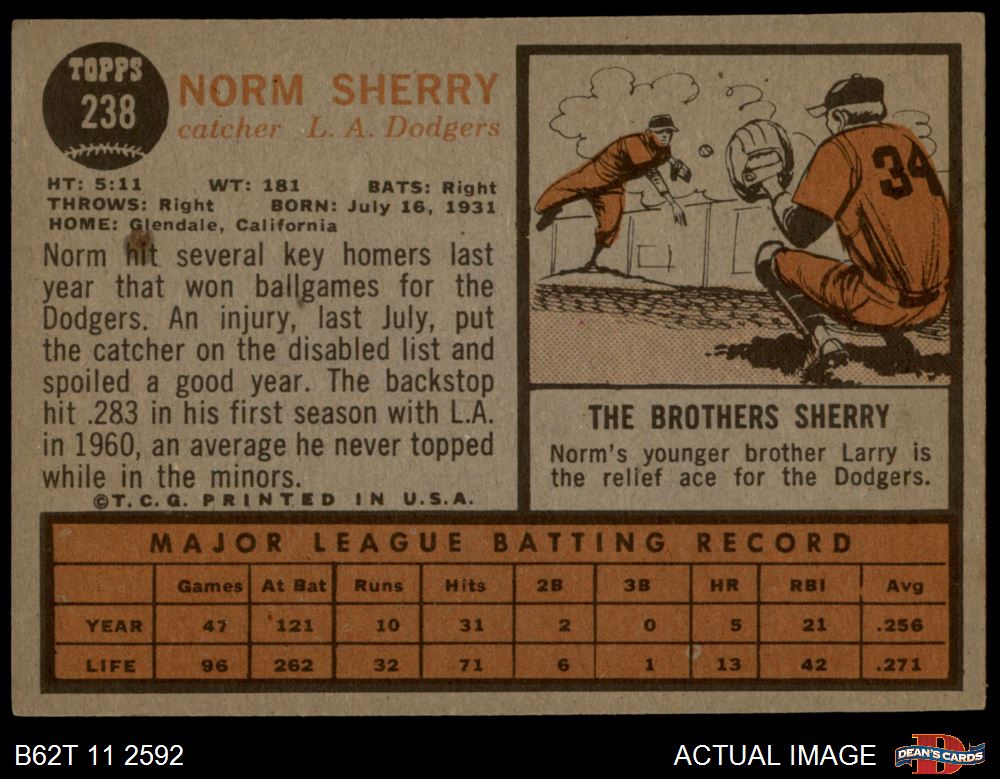 TOPPS
238
NORM SHERRY
catcher L. A. Dodgers
HT: 5:11 WT: 181 BATS: Right
THROWS: Right BORN: July 16, 1931
HOME: Glendale, California
Norm hit several key homers last
year that won ballgames for the
Dodgers. An injury, last July, put
the catcher on the disabled list and
spoiled a good year. The backstop
hit .283 in his first season with L.A.
in 1960, an average he never topped
while in the minors.
©T.C.G. PRINTED IN U.S.A.
34
THE BROTHERS SHERRY
Norm's younger brother Larry is
the relief ace for the Dodgers.
MAJOR LEAGUE BATTING RECORD
Games At Bat Runs Hits 2B 3B HR RBI Avg
YEAR 47 121 10 31 2 0 5 21 .256
LIFE 96 262 32 71 6 1 13 42 .271
B62T 11 2592
ACTUAL IMAGE
D
DEAN'S CARDS